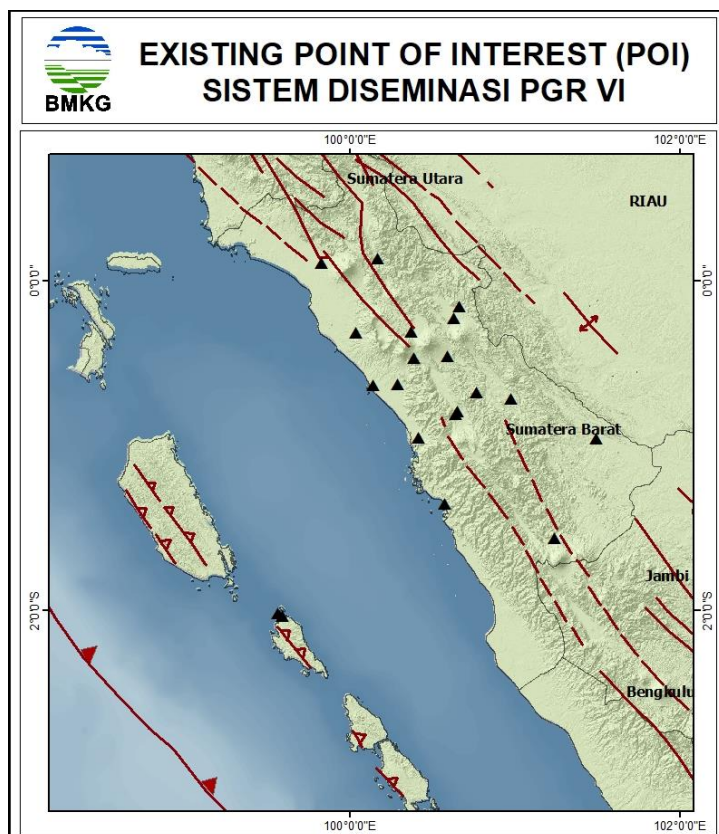 EXISTING POINT OF INTEREST (POI)
SISTEM DISEMINASI PGR VI
BMKG
100°0'0"E
102°0'0"E
Sumatera Utara
RIAU
0°0'0"
0°0'0"
Sumatera Barat
Jambi
2°0'0"S
2°0'0"S
Bengkulu
100°0'0"E
102°0'0"E